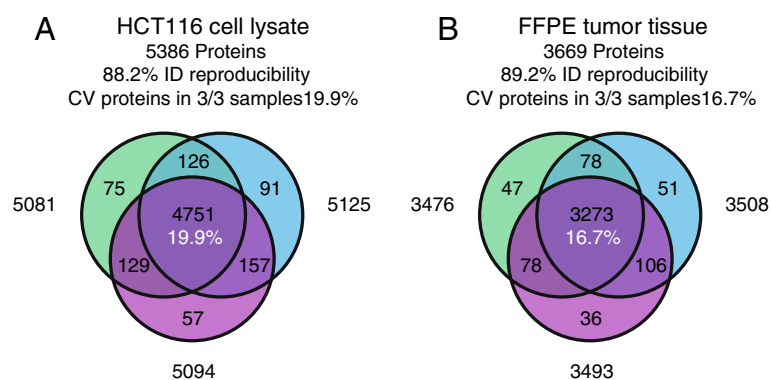 A
HCT116 cell lysate
5386 Proteins
88.2% ID reproducibility
CV proteins in 3/3 samples19.9%
126
75
91
5081
5125
4751
19.9%
129
157
57
5094
B
FFPE tumor tissue
3669 Proteins
89.2% ID reproducibility
CV proteins in 3/3 samples16.7%
78
47
51
3476
3508
3273
16.7%
78
106
36
3493